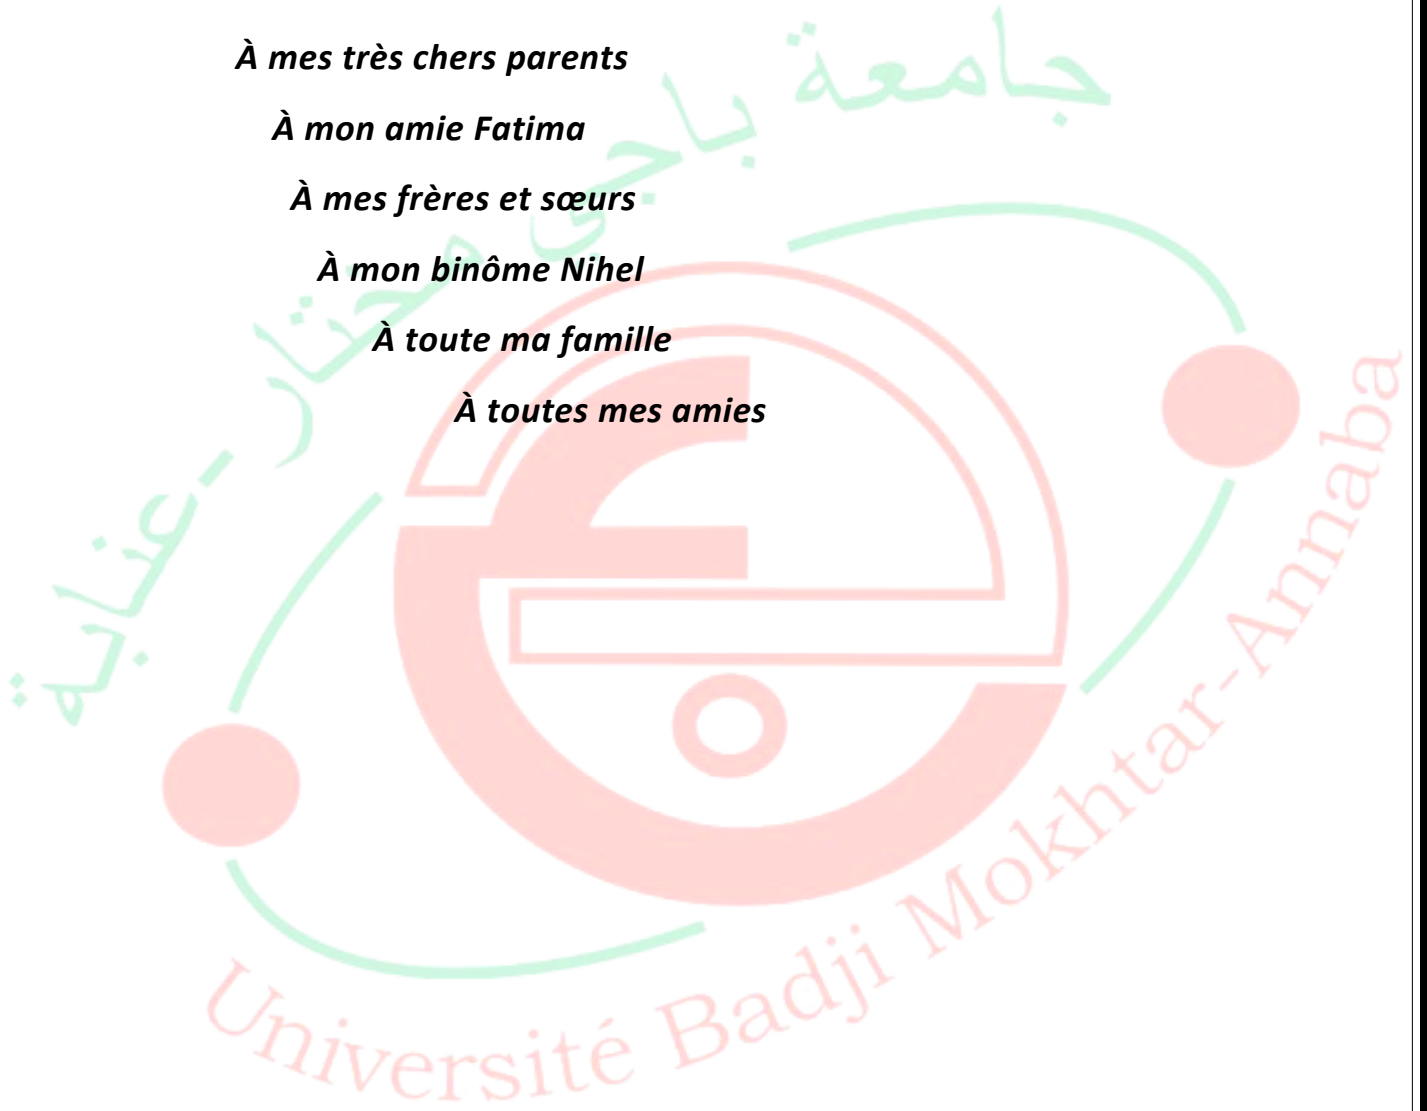 À mes très chers parents
À mon amie Fatima
À mes frères et sœurs
À mon binôme Nihel
À toute ma famille
À toutes mes amies
جامعة باجي مختار - عنابة
Université Badji Mokhtar-Annaba